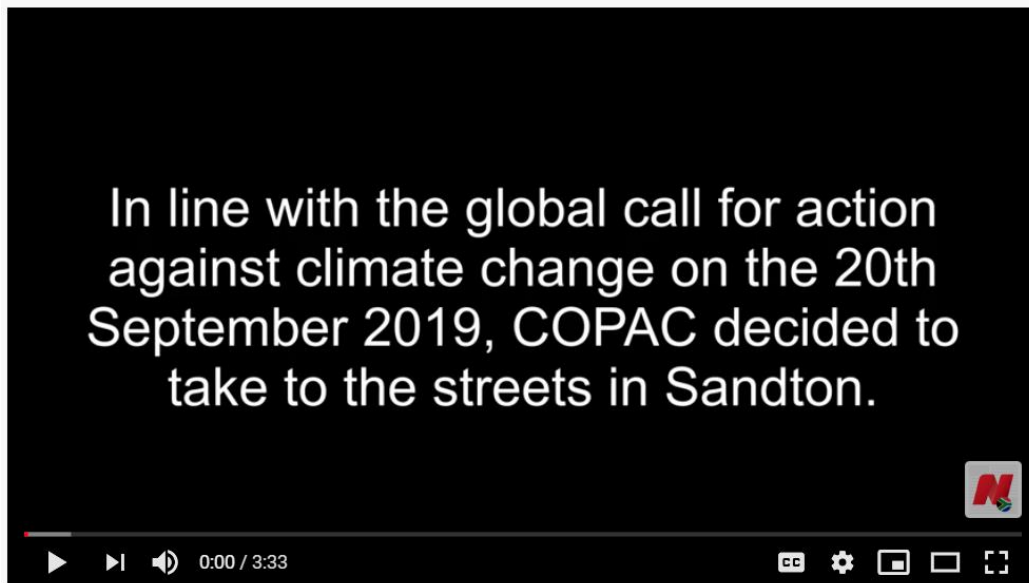 In line with the global call for action
against climate change on the 20th
September 2019, COPAC decided to
take to the streets in Sandton.
N
0:00 / 3:33
CC